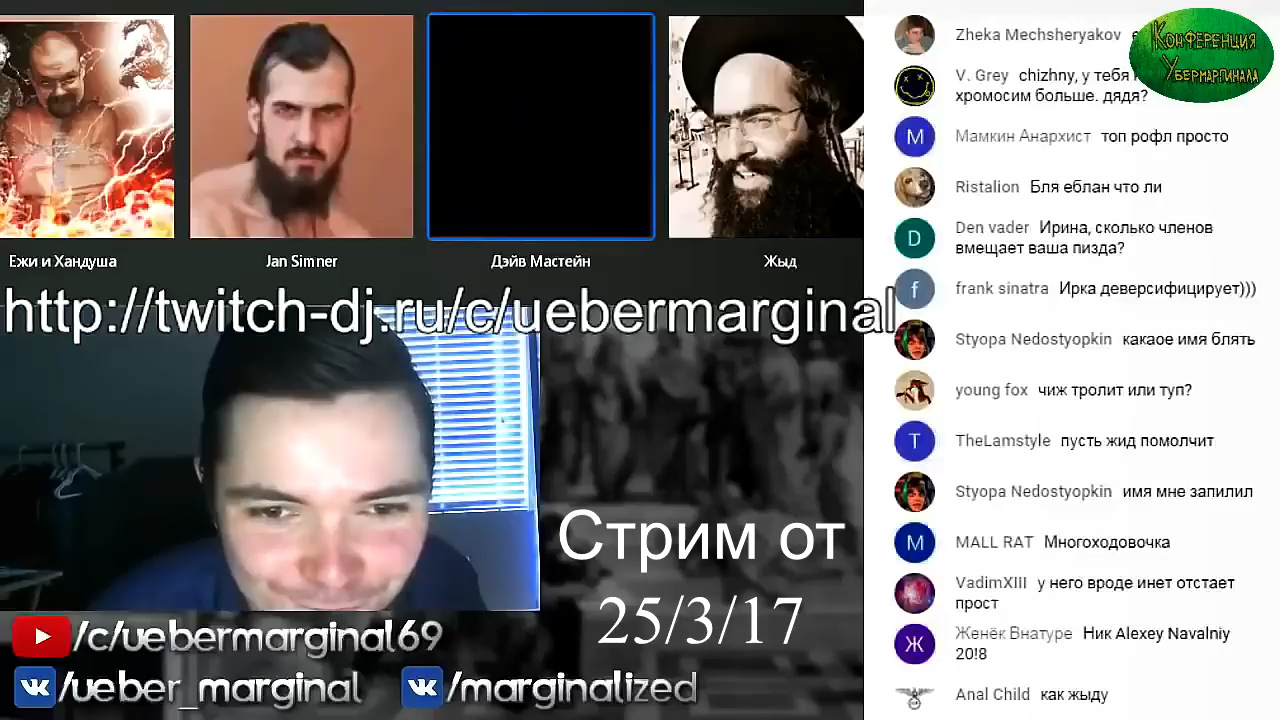 Ежи и Хандуша
Jan Simner
Дэйв Мастейн
Жыд
http://twitch-dj.ru/c/uebermarginal
Стрим от
25/3/17
/c/uebermarginal69
/ueber_marginal
/marginalized
Конференция
Убермаргинала
Zheka Mechsheryakov
V. Grey chizhny, у тебя
хромосим больше. дядя?
М Мамкин Анархист топ рофл просто
Ristalion Бля еблан что ли
D Den vader Ирина, сколько членов
вмещает ваша пизда?
f frank sinatra Ирка деверсифицирует)))
Styopa Nedostyopkin какаое имя блять
young fox чиж тролит или туп?
T TheLamstyle пусть жид помолчит
Styopa Nedostyopkin имя мне запилил
M MALL RAT Многоходовочка
VadimXIII у него вроде инет отстает
прост
Ж Женёк Внатуре Ник Alexey Navalniy
20!8
Anal Child как жыду